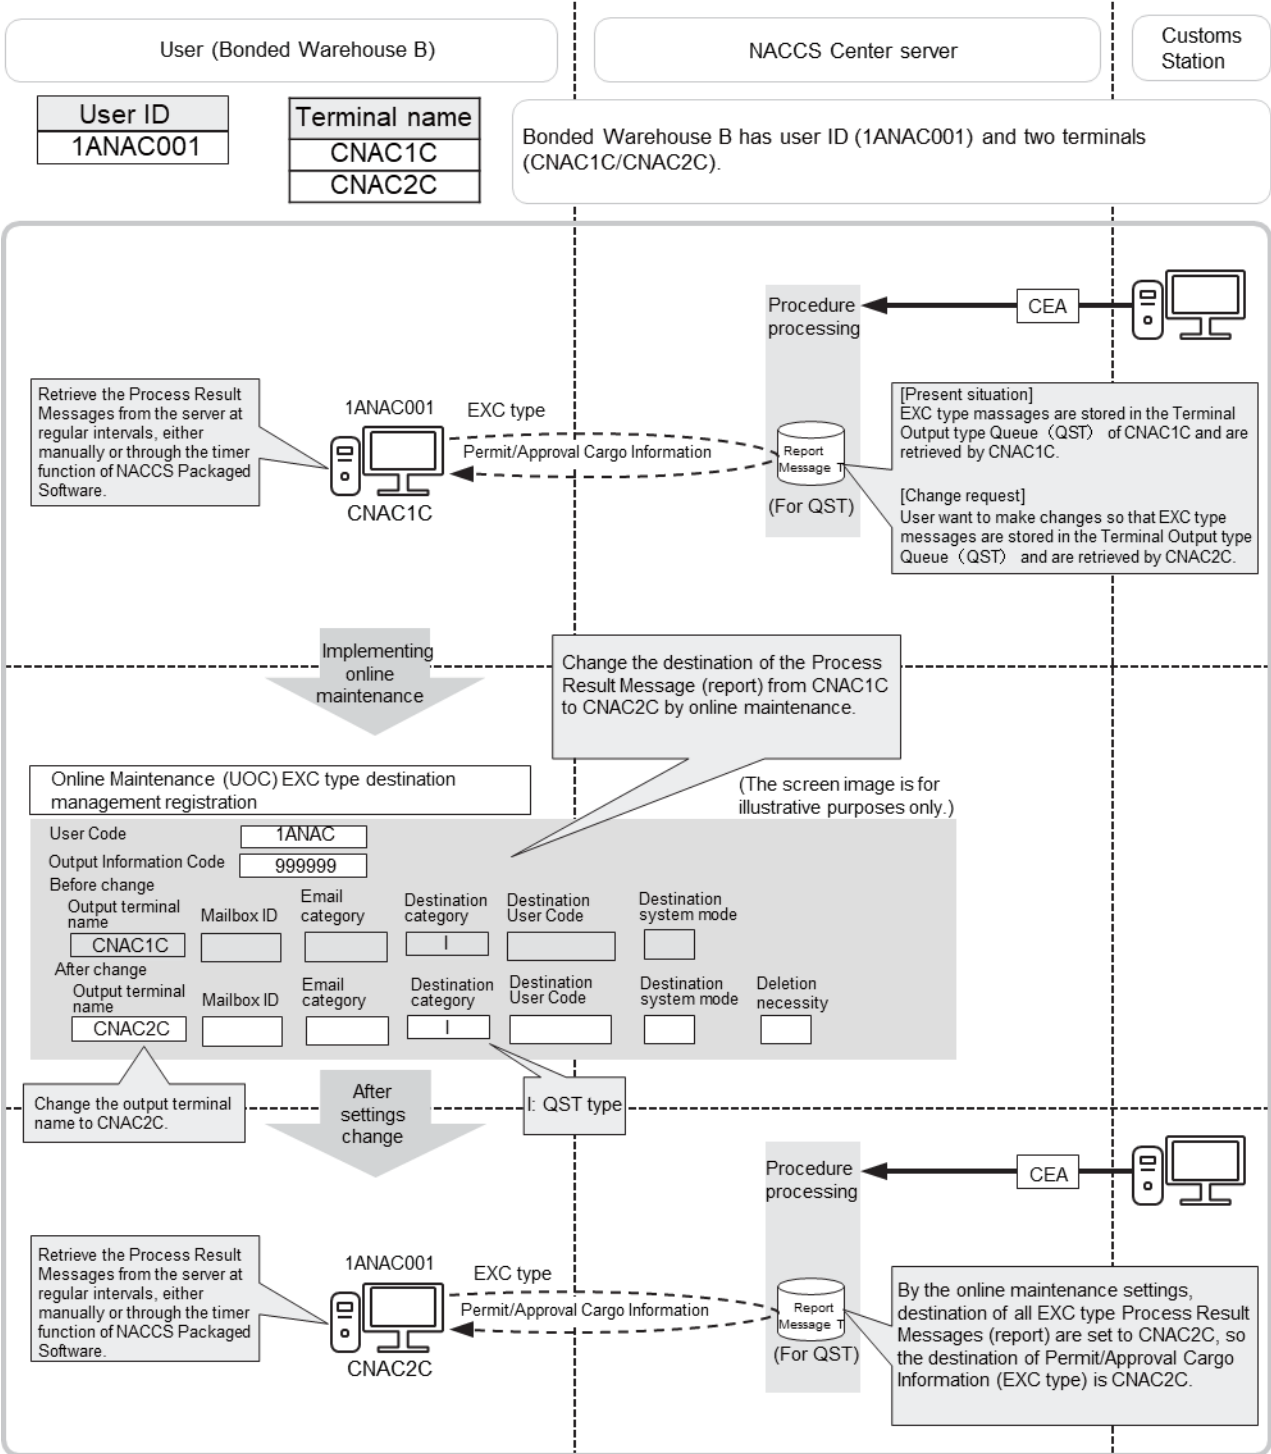 User (Bonded Warehouse B)
NACCS Center server
Customs
Station
User ID
1ANAC001
Terminal name
CNAC1C
CNAC2C
Bonded Warehouse B has user ID (1ANAC001) and two terminals
(CNAC1C/CNAC2C).
Procedure
processing
CEA
Retrieve the Process Result
Messages from the server at
regular intervals, either
manually or through the timer
function of NACCS Packaged
Software.
1ANAC001
CNAC1C
EXC type
Permit/Approval Cargo Information
Report
Message T
(For QST)
[Present situation]
EXC type massages are stored in the Terminal
Output type Queue（QST） of CNAC1C and are
retrieved by CNAC1C.
[Change request]
User want to make changes so that EXC type
messages are stored in the Terminal Output type
Queue（QST） and are retrieved by CNAC2C.
Implementing
online
maintenance
Change the destination of the Process
Result Message (report) from CNAC1C
to CNAC2C by online maintenance.
Online Maintenance (UOC) EXC type destination
management registration
(The screen image is for
illustrative purposes only.)
User Code
1ANAC
Output Information Code
999999
Before change
Output terminal
name
Mailbox ID
Email
category
Destination
category
Destination
User Code
Destination
system mode
CNAC1C
I
After change
Output terminal
name
Mailbox ID
Email
category
Destination
category
Destination
User Code
Destination
system mode
Deletion
necessity
CNAC2C
I
Change the output terminal
name to CNAC2C.
After
settings
change
I: QST type
Procedure
processing
CEA
Retrieve the Process Result
Messages from the server at
regular intervals, either
manually or through the timer
function of NACCS Packaged
Software.
1ANAC001
CNAC2C
EXC type
Permit/Approval Cargo Information
Report
Message T
(For QST)
By the online maintenance settings,
destination of all EXC type Process Result
Messages (report) are set to CNAC2C, so
the destination of Permit/Approval Cargo
Information (EXC type) is CNAC2C.